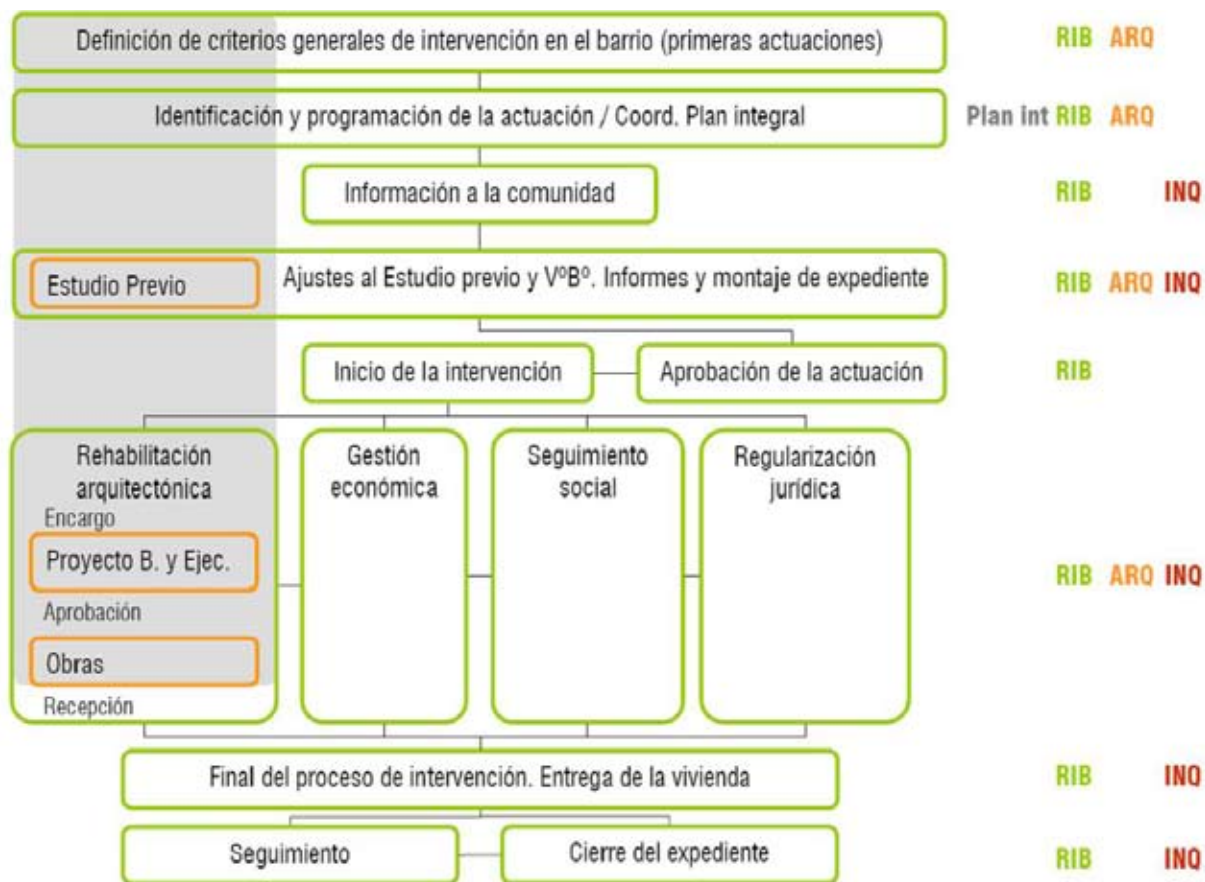 Definición de criterios generales de intervención en el barrio (primeras actuaciones)
RIB ARQ
Identificación y programación de la actuación / Coord. Plan integral
Plan int RIB ARQ
Información a la comunidad
RIB INQ
Estudio Previo
Ajustes al Estudio previo y VºBº. Informes y montaje de expediente
RIB ARQ INQ
Inicio de la intervención
Aprobación de la actuación
RIB
Rehabilitación
arquitectónica
Encargo
Proyecto B. y Ejec.
Aprobación
Obras
Recepción
Gestión
económica
Seguimiento
social
Regularización
jurídica
RIB ARQ INQ
Final del proceso de intervención. Entrega de la vivienda
RIB INQ
Seguimiento
Cierre del expediente
RIB INQ